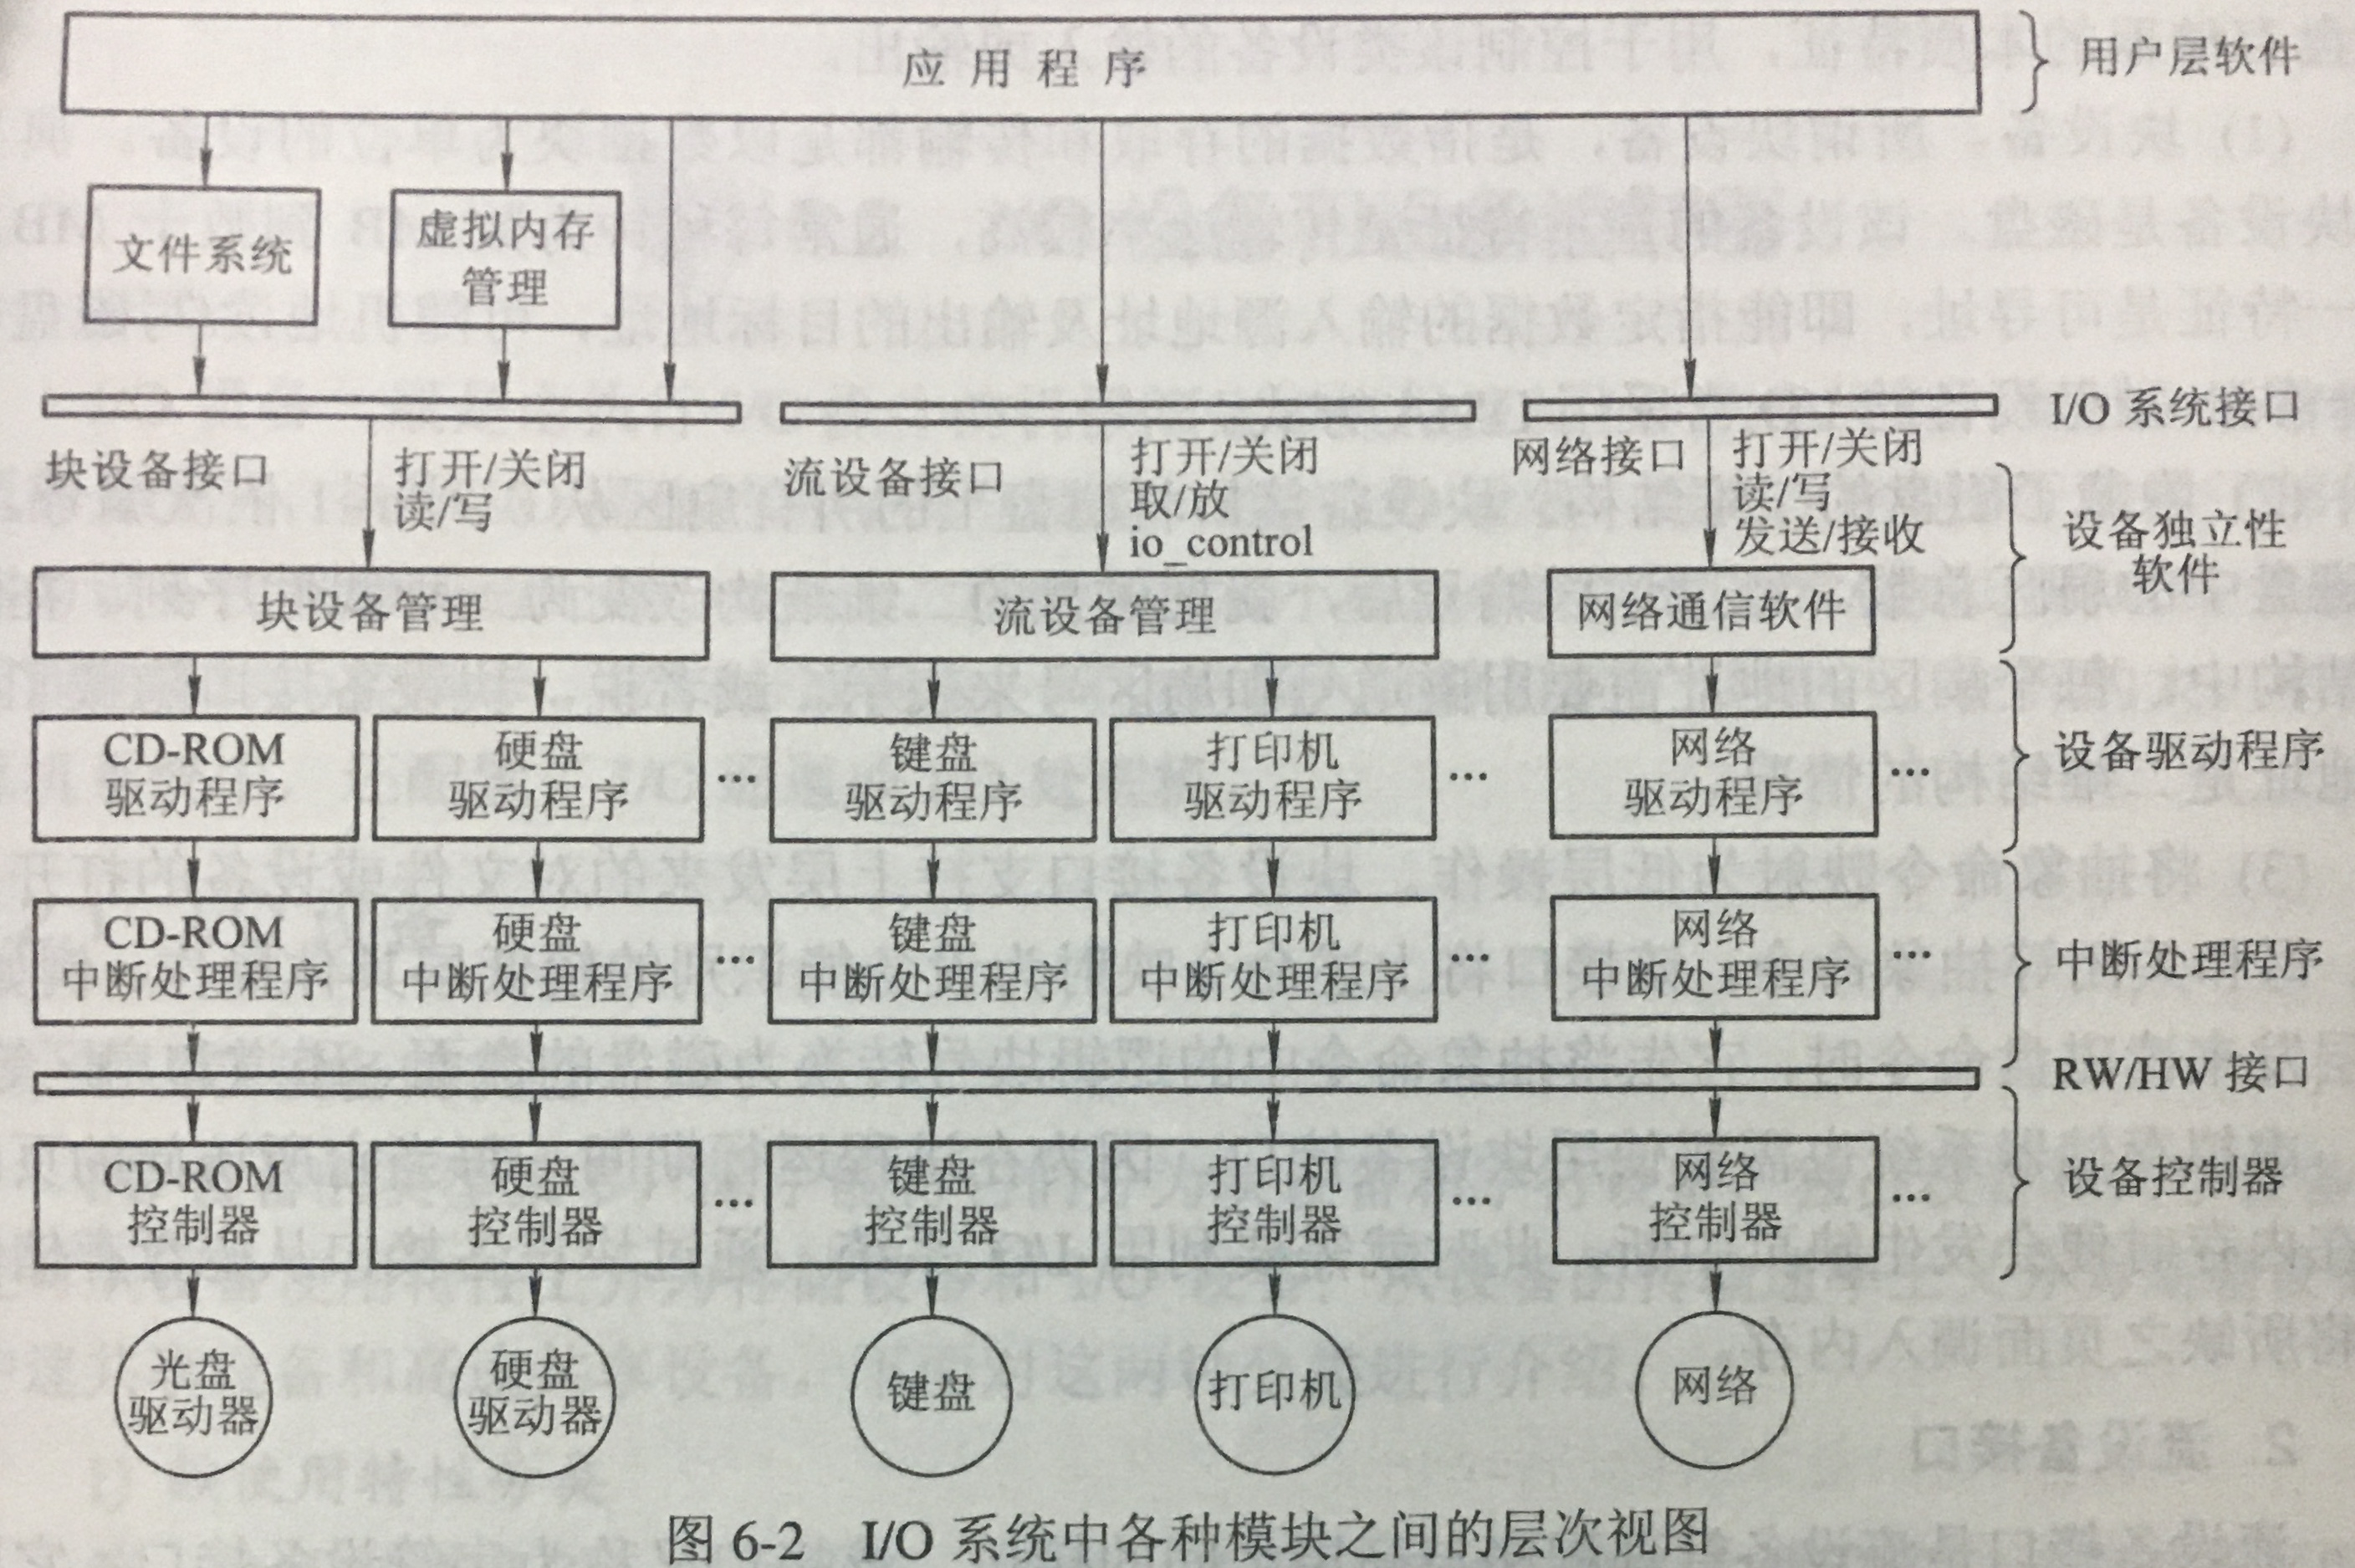 应用程序
用户层软件
文件系统
虚拟内存
管理
I/O 系统接口
块设备接口
打开/关闭
读/写
流设备接口
打开/关闭
取/放
io_control
网络接口
打开/关闭
读/写
发送/接收
设备独立性
软件
块设备管理
流设备管理
网络通信软件
CD-ROM
驱动程序
硬盘
驱动程序
…
键盘
驱动程序
打印机
驱动程序
…
网络
驱动程序
…
设备驱动程序
CD-ROM
中断处理程序
硬盘
中断处理程序
…
键盘
中断处理程序
打印机
中断处理程序
…
网络
中断处理程序
…
中断处理程序
RW/HW 接口
CD-ROM
控制器
硬盘
控制器
…
键盘
控制器
打印机
控制器
…
网络
控制器
…
设备控制器
光盘
驱动器
硬盘
驱动器
键盘
打印机
网络
图 6-2 I/O 系统中各种模块之间的层次视图